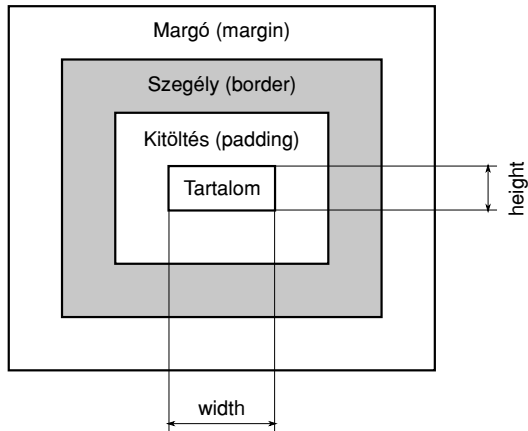 Margó (margin)
Szegély (border)
Kitöltés (padding)
Tartalom
height
width